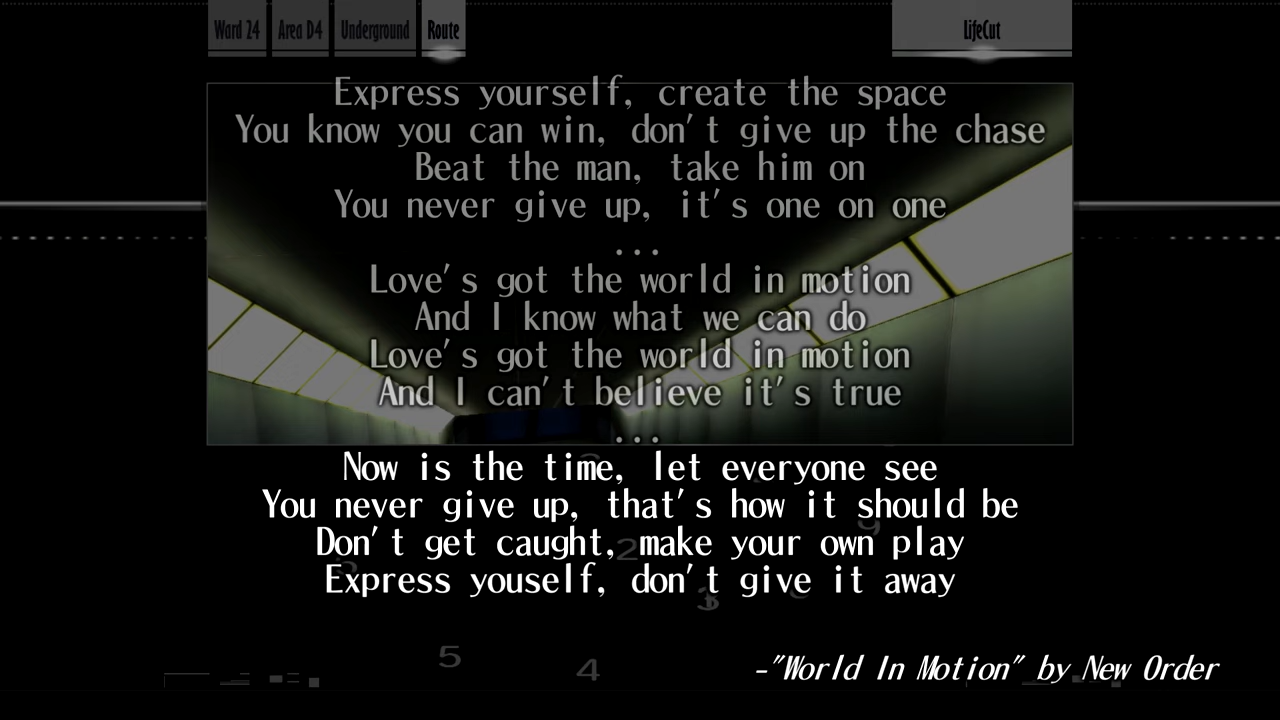 Ward 24 Area D4 Underground Route LifeCut
Express yourself, create the space
You know you can win, don't give up the chase
Beat the man, take him on
You never give up, it's one on one
...
Love's got the world in motion
And I know what we can do
Love's got the world in motion
And I can't believe it's true
...
Now is the time, let everyone see
You never give up, that's how it should be
Don't get caught, make your own play
Express youself, don't give it away
9
2
3
5
4
-"World In Motion" by New Order